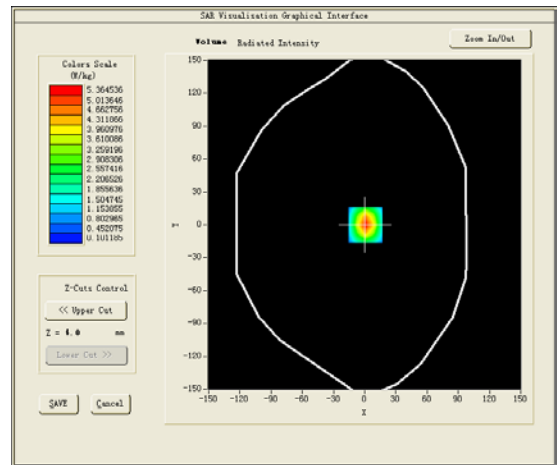 SAR Visualisation Graphical Interface
Volume Radiated Intensity
Zoom In/Out
Colors Scale
(W/kg)
5.364536
5.013646
4.662756
4.311866
3.960976
3.610086
3.259196
2.908306
2.557416
2.206526
1.855636
1.504745
1.153855
0.802965
0.452075
0.101185
Z-Cuts Control
<< Upper Cut
Z = 4.0 mm
Lower Cut >>
SAVE Cancel
150
120
90
60
30
Y 0
-30
-60
-90
-120
-150
-150 -120 -90 -60 -30 0 30 60 90 120 150
X